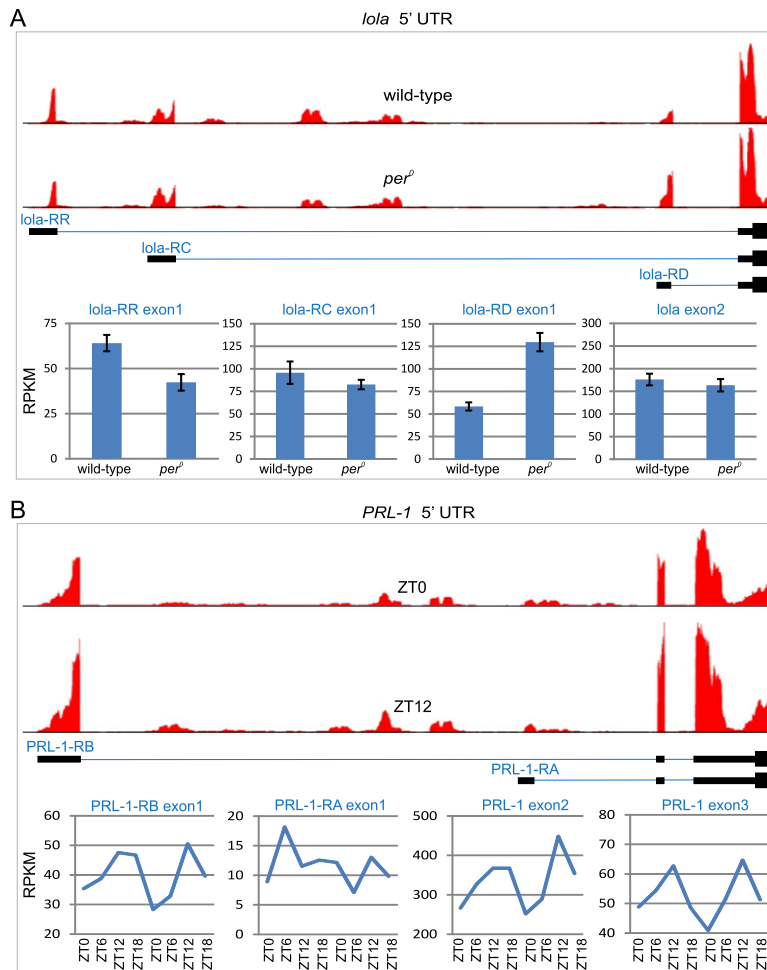 A
lola 5' UTR
wild-type
per⁰
lola-RR
lola-RC
lola-RD
lola-RR exon1
lola-RC exon1
lola-RD exon1
lola exon2
RPKM
75
50
25
0
wild-type
per⁰
150
125
100
75
50
25
0
wild-type
per⁰
150
125
100
75
50
25
0
wild-type
per⁰
300
250
200
150
100
50
0
wild-type
per⁰
B
PRL-1 5' UTR
ZT0
ZT12
PRL-1-RB
PRL-1-RA
PRL-1-RB exon1
PRL-1-RA exon1
PRL-1 exon2
PRL-1 exon3
RPKM
60
50
40
30
20
ZT0
ZT6
ZT12
ZT18
ZT0
ZT6
ZT12
ZT18
20
15
10
5
0
ZT0
ZT6
ZT12
ZT18
ZT0
ZT6
ZT12
ZT18
500
400
300
200
ZT0
ZT6
ZT12
ZT18
ZT0
ZT6
ZT12
ZT18
80
70
60
50
40
ZT0
ZT6
ZT12
ZT18
ZT0
ZT6
ZT12
ZT18